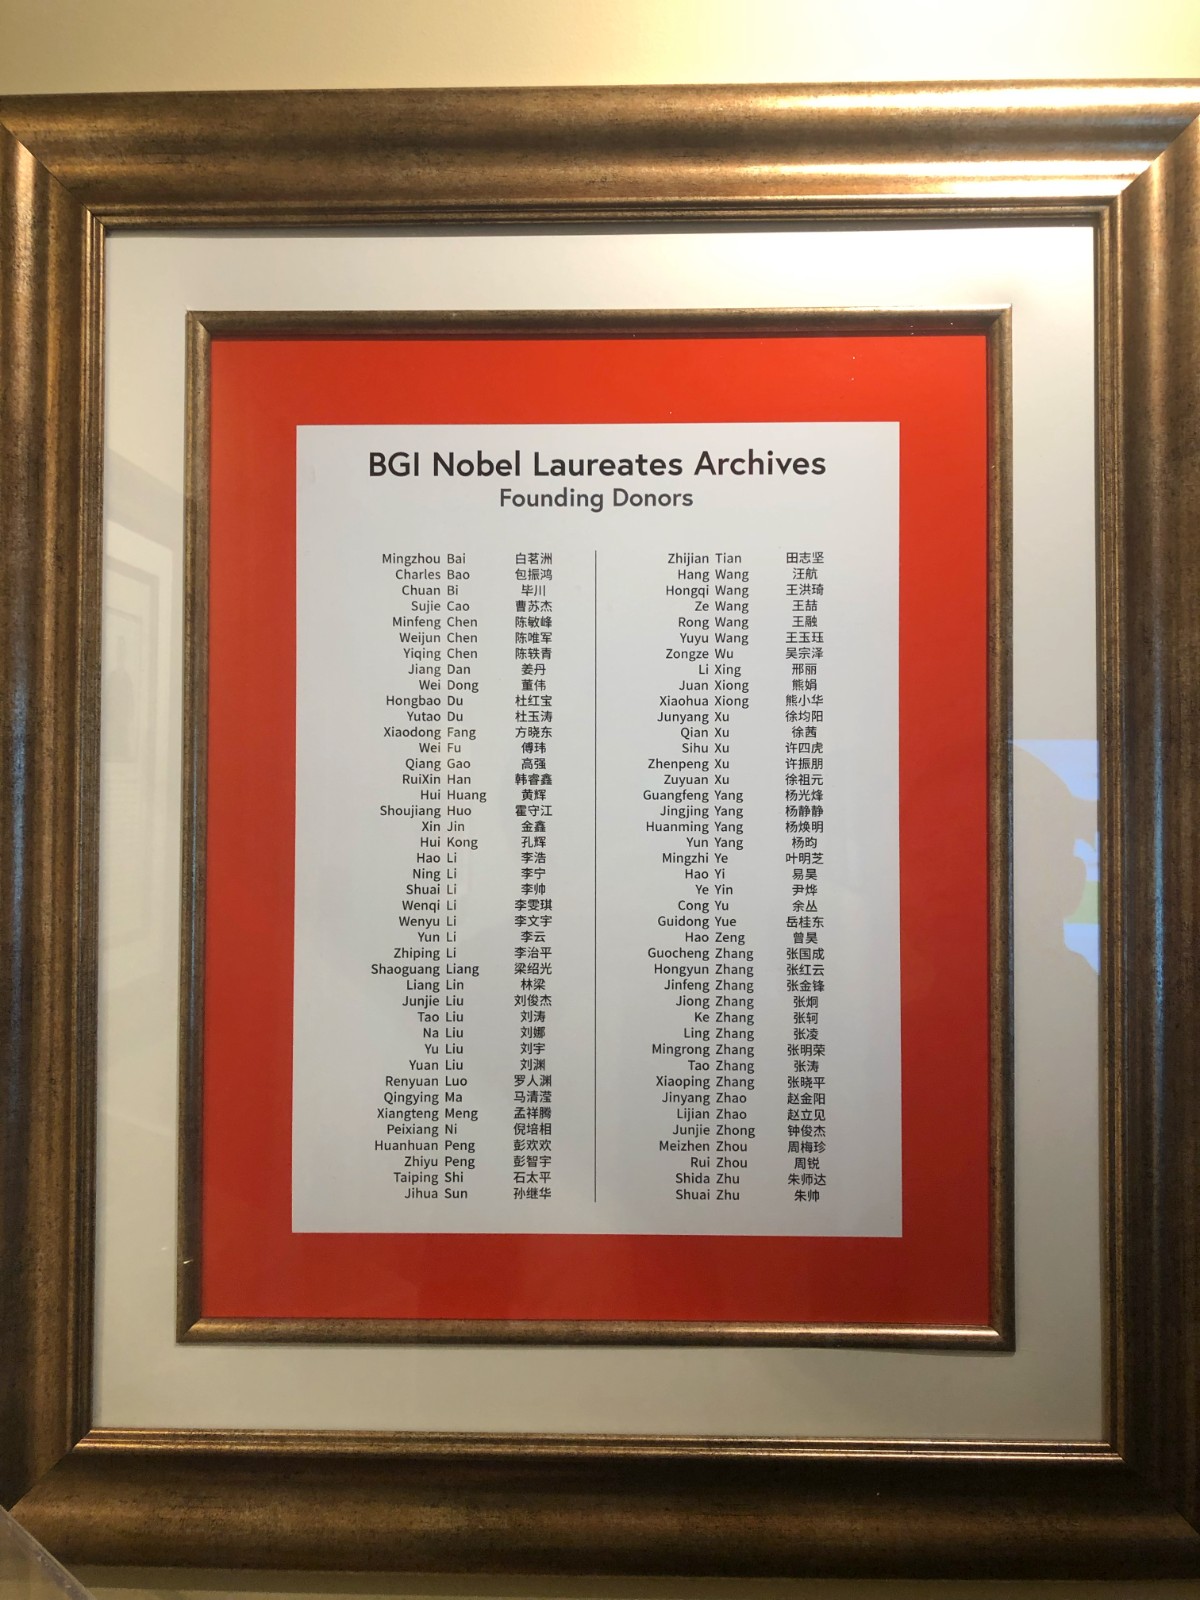 BGI Nobel Laureates Archives
Founding Donors
Mingzhou Bai 白茗洲
Charles Bao 包振鸿
Chuan Bi 毕川
Sujie Cao 曹苏杰
Minfeng Chen 陈敏峰
Weijun Chen 陈唯军
Yiqing Chen 陈轶青
Jiang Dan 姜丹
Wei Dong 董伟
Hongbao Du 杜红宝
Yutao Du 杜玉涛
Xiaodong Fang 方晓东
Wei Fu 傅玮
Qiang Gao 高强
RuiXin Han 韩睿鑫
Hui Huang 黄辉
Shoujiang Huo 霍守江
Xin Jin 金鑫
Hui Kong 孔辉
Hao Li 李浩
Ning Li 李宁
Shuai Li 李帅
Wenqi Li 李雯琪
Wenyu Li 李文宇
Yun Li 李云
Zhiping Li 李治平
Shaoguang Liang 梁绍光
Liang Lin 林梁
Junjie Liu 刘俊杰
Tao Liu 刘涛
Na Liu 刘娜
Yu Liu 刘宇
Yuan Liu 刘渊
Renyuan Luo 罗人渊
Qingying Ma 马清滢
Xiangteng Meng 孟祥腾
Peixiang Ni 倪培相
Huanhuan Peng 彭欢欢
Zhiyu Peng 彭智宇
Taiping Shi 石太平
Jihua Sun 孙继华
Zhijian Tian 田志坚
Hang Wang 汪航
Hongqi Wang 王洪琦
Ze Wang 王喆
Rong Wang 王融
Yuyu Wang 王玉珏
Zongze Wu 吴宗泽
Li Xing 邢丽
Juan Xiong 熊娟
Xiaohua Xiong 熊小华
Junyang Xu 徐均阳
Qian Xu 徐茜
Sihu Xu 许四虎
Zhenpeng Xu 许振朋
Zuyuan Xu 徐祖元
Guangfeng Yang 杨光烽
Jingjing Yang 杨静静
Huanming Yang 杨焕明
Yun Yang 杨昀
Mingzhi Ye 叶明芝
Hao Yi 易昊
Ye Yin 尹烨
Cong Yu 余丛
Guidong Yue 岳桂东
Hao Zeng 曾昊
Guocheng Zhang 张国成
Hongyun Zhang 张红云
Jinfeng Zhang 张金锋
Jiong Zhang 张炯
Ke Zhang 张轲
Ling Zhang 张凌
Mingrong Zhang 张明荣
Tao Zhang 张涛
Xiaoping Zhang 张晓平
Jinyang Zhao 赵金阳
Lijian Zhao 赵立见
Junjie Zhong 钟俊杰
Meizhen Zhou 周梅珍
Rui Zhou 周锐
Shida Zhu 朱师达
Shuai Zhu 朱帅